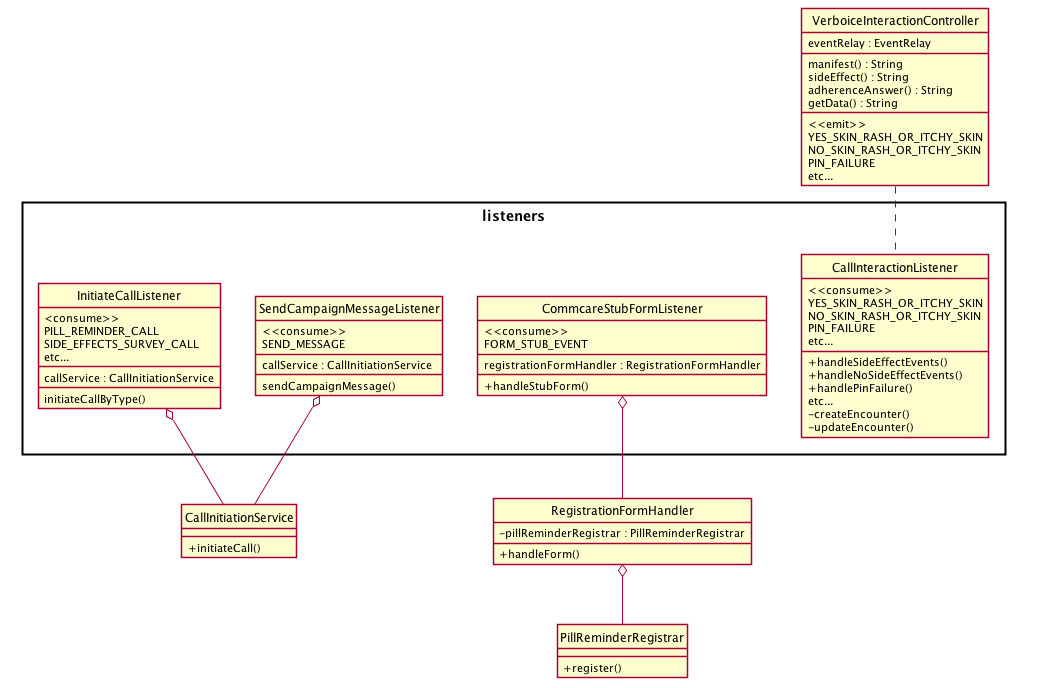 VerboiceInteractionController
eventRelay : EventRelay
manifest() : String
sideEffect() : String
adherenceAnswer() : String
getData() : String
<<emit>>
YES_SKIN_RASH_OR_ITCHY_SKIN
NO_SKIN_RASH_OR_ITCHY_SKIN
PIN_FAILURE
etc...
listeners
InitiateCallListener
<consume>>
PILL_REMINDER_CALL
SIDE_EFFECTS_SURVEY_CALL
etc...
callService : CallInitiationService
initiateCallByType()
SendCampaignMessageListener
<<consume>>
SEND_MESSAGE
callService : CallInitiationService
sendCampaignMessage()
CommcareStubFormListener
<<consume>>
FORM_STUB_EVENT
registrationFormHandler : RegistrationFormHandler
+handleStubForm()
CallInteractionListener
<<consume>>
YES_SKIN_RASH_OR_ITCHY_SKIN
NO_SKIN_RASH_OR_ITCHY_SKIN
PIN_FAILURE
etc...
+handleSideEffectEvents()
+handleNoSideEffectEvents()
+handlePinFailure()
etc...
-createEncounter()
-updateEncounter()
CallInitiationService
+initiateCall()
RegistrationFormHandler
-pillReminderRegistrar : PillReminderRegistrar
+handleForm()
PillReminderRegistrar
+register()